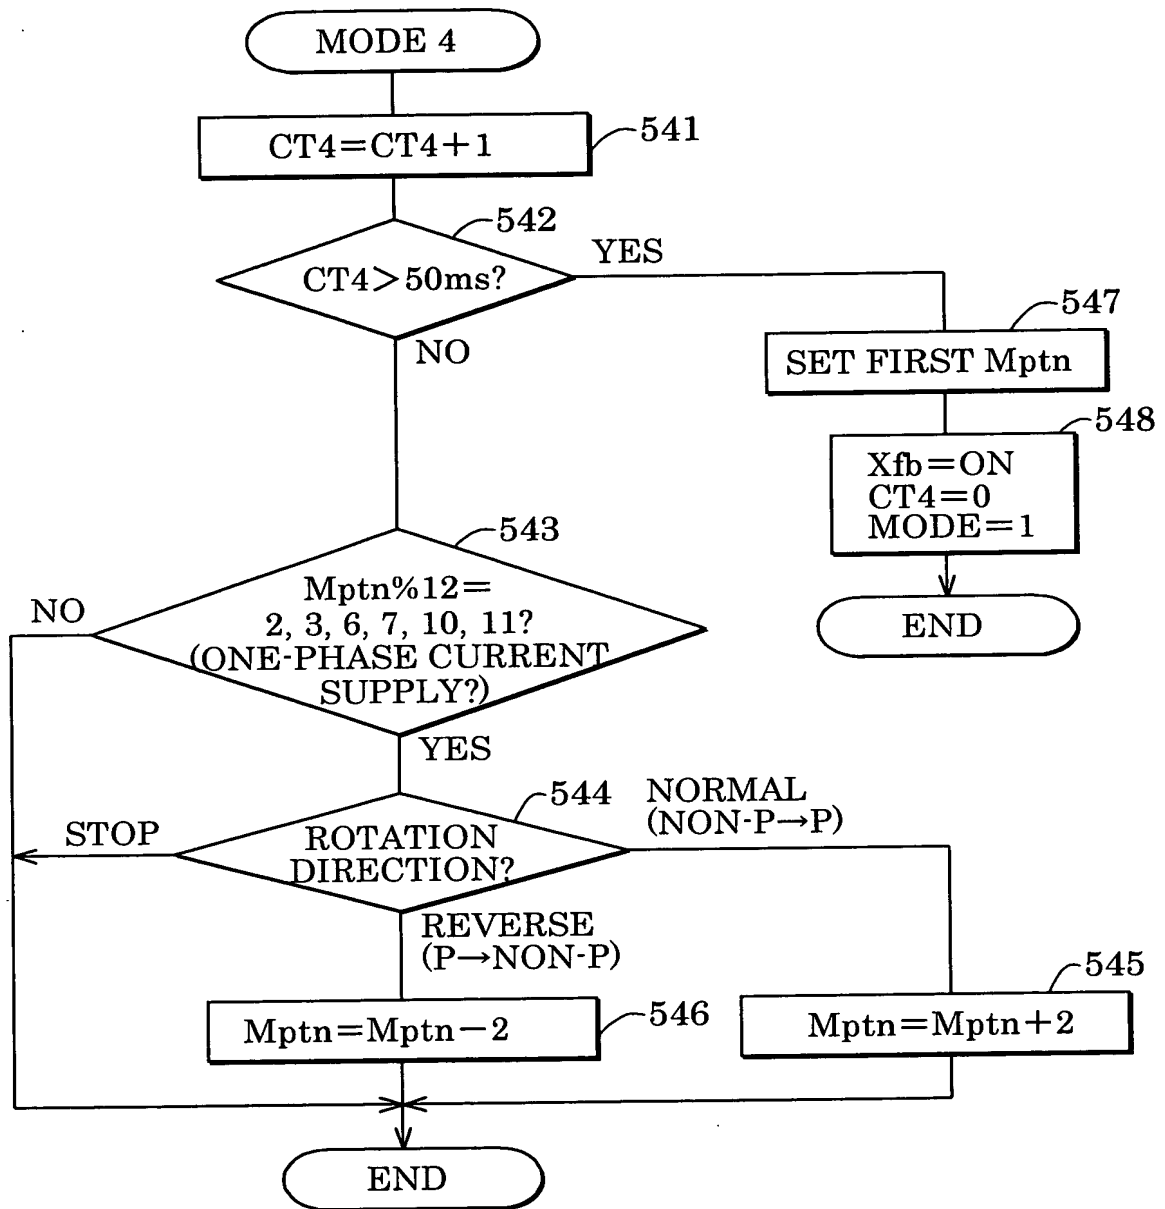 MODE 4
CT4=CT4+1
541
542
CT4>50ms?
YES
NO
547
SET FIRST Mptn
548
Xfb=ON
CT4=0
MODE=1
END
543
Mptn%12=
2, 3, 6, 7, 10, 11?
(ONE-PHASE CURRENT
SUPPLY?)
NO
YES
544
ROTATION
DIRECTION?
STOP
NORMAL
(NON-P→P)
REVERSE
(P→NON-P)
545
Mptn=Mptn+2
Mptn=Mptn−2
546
END